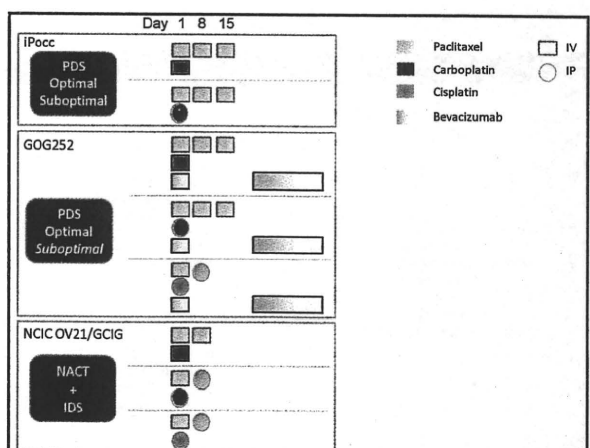 Day 1 8 15
iPocc
PDS
Optimal
Suboptimal
GOG252
PDS
Optimal
Suboptimal
NCIC OV21/GCIG
NACT
+
IDS
Paclitaxel
Carboplatin
Cisplatin
Bevacizumab
IV
IP